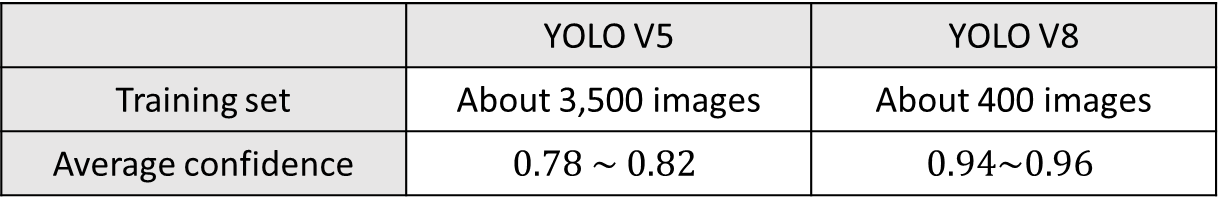 YOLO V5 YOLO V8
Training set About 3,500 images About 400 images
Average confidence 0.78 ~ 0.82 0.94~0.96